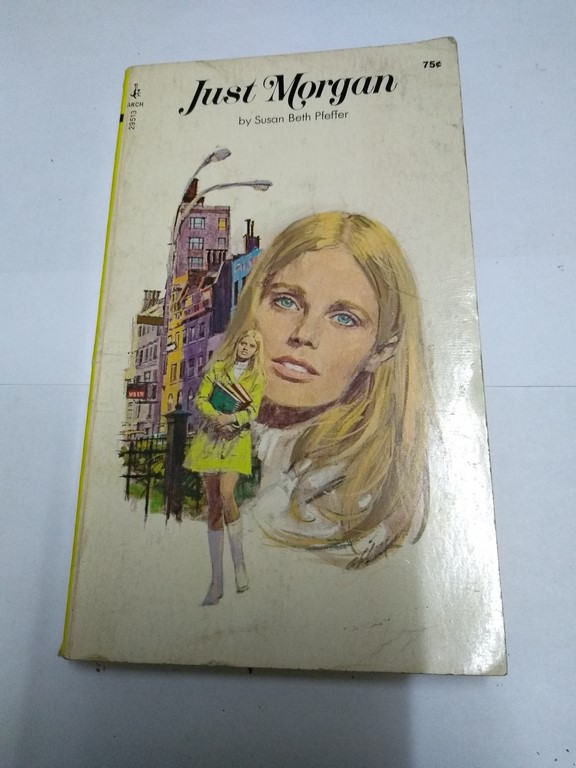 ARCH
29513
75¢
Just Morgan
by Susan Beth Pfeffer